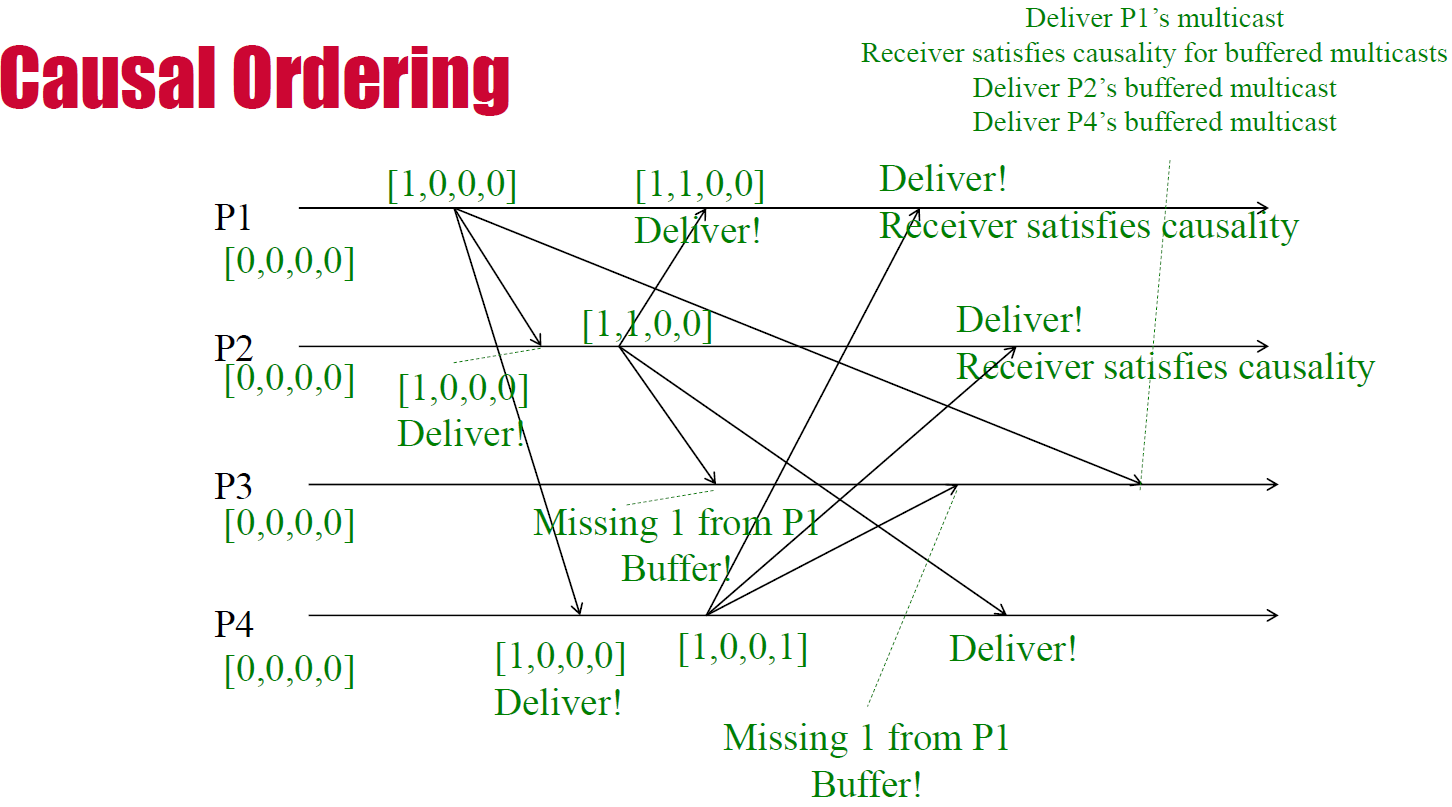 Deliver P1's multicast
Receiver satisfies causality for buffered multicasts
Deliver P2's buffered multicast
Deliver P4's buffered multicast
Causal Ordering
[1,0,0,0]
[1,1,0,0]
Deliver!
Deliver!
Receiver satisfies causality
P1
[0,0,0,0]
[1,1,0,0]
Deliver!
Receiver satisfies causality
P2
[0,0,0,0]
[1,0,0,0]
Deliver!
P3
[0,0,0,0]
Missing 1 from P1
Buffer!
P4
[0,0,0,0]
[1,0,0,0]
Deliver!
[1,0,0,1]
Deliver!
Missing 1 from P1
Buffer!